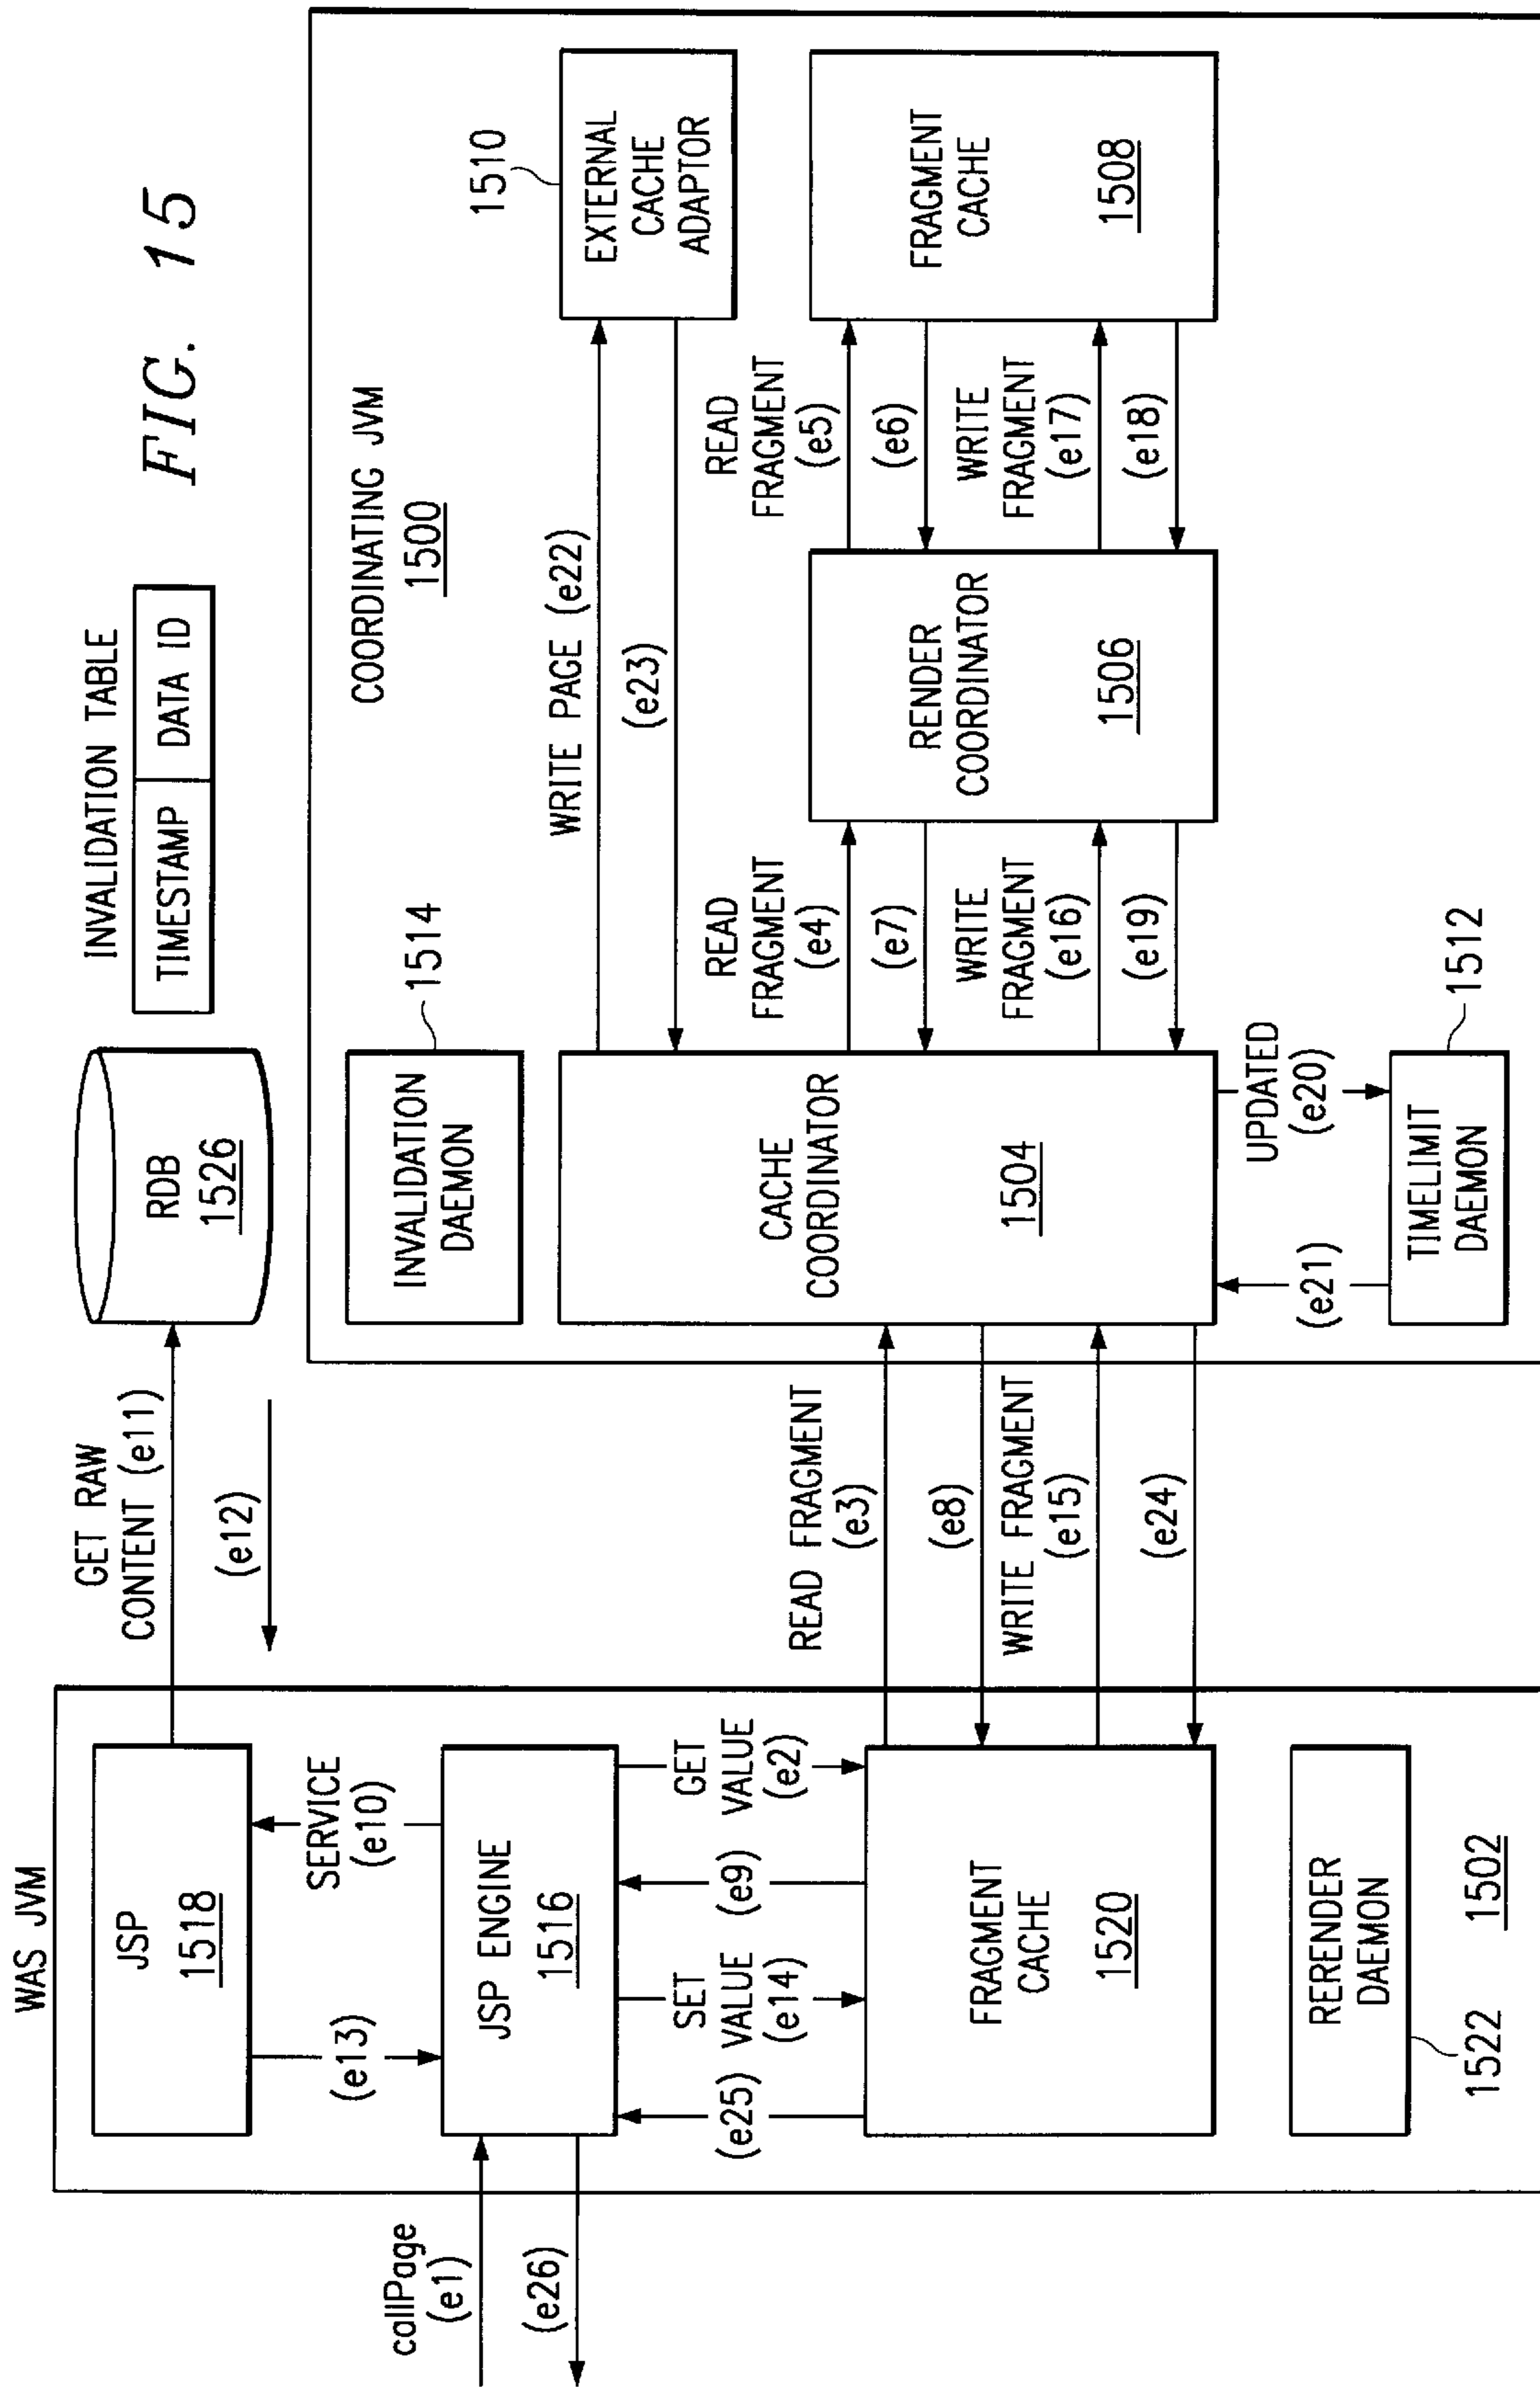 FIG. 15
WAS JVM
JSP
1518
SERVICE
(e10)
(e13)
JSP ENGINE
1516
callPage
(e1)
(e26)
GET
VALUE
(e2)
(e9)
SET
VALUE
(e14)
(e25)
FRAGMENT
CACHE
1520
RERENDER
DAEMON
1522
1502
GET RAW
CONTENT (e11)
(e12)
RDB
1526
INVALIDATION TABLE
TIMESTAMP
DATA ID
READ FRAGMENT
(e3)
(e8)
WRITE FRAGMENT
(e15)
(e24)
COORDINATING JVM
1500
INVALIDATION
DAEMON
1514
CACHE
COORDINATOR
1504
UPDATED
(e20)
(e21)
TIMELIMIT
DAEMON
1512
WRITE PAGE (e22)
(e23)
EXTERNAL
CACHE
ADAPTOR
1510
READ
FRAGMENT
(e4)
(e7)
WRITE
FRAGMENT
(e16)
(e19)
RENDER
COORDINATOR
1506
READ
FRAGMENT
(e5)
(e6)
WRITE
FRAGMENT
(e17)
(e18)
FRAGMENT
CACHE
1508